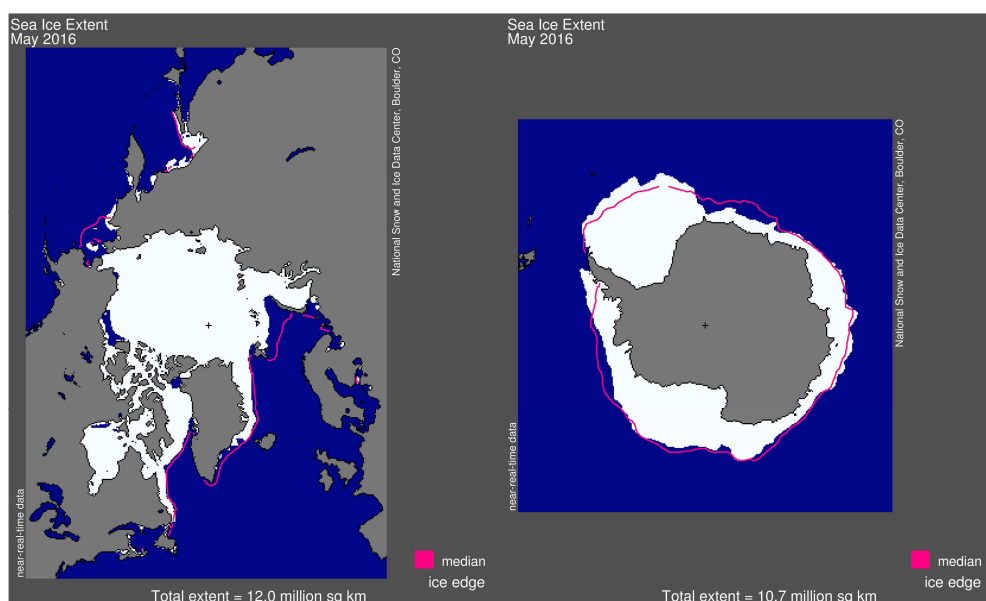 Sea Ice Extent
May 2016
National Snow and Ice Data Center, Boulder, CO
near-real-time data
median
ice edge
Total extent = 12.0 million sq km
Sea Ice Extent
May 2016
National Snow and Ice Data Center, Boulder, CO
near-real-time data
median
ice edge
Total extent = 10.7 million sq km